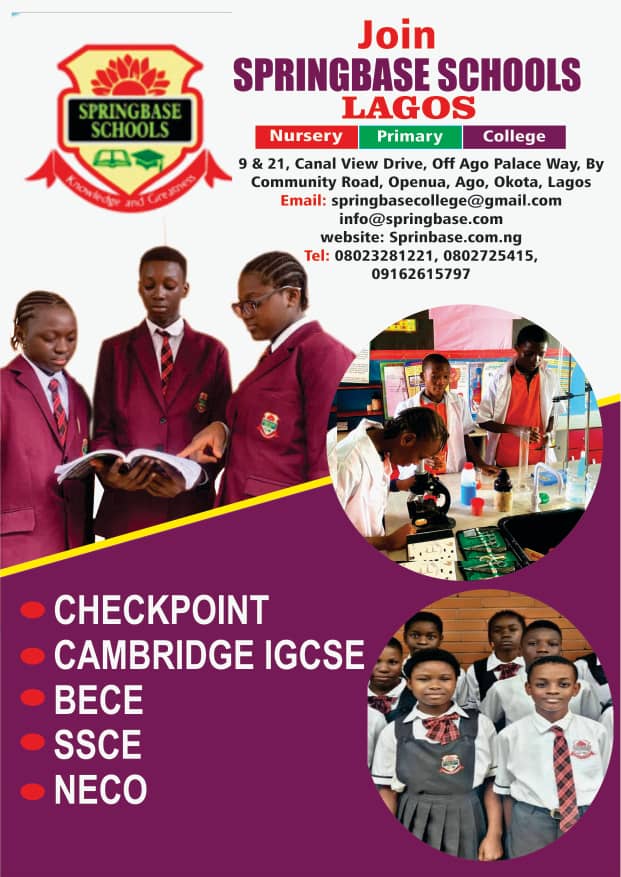 SPRINGBASE
SCHOOLS
Knowledge and Greatness
Join
SPRINGBASE SCHOOLS
LAGOS
Nursery Primary College
9 & 21, Canal View Drive, Off Ago Palace Way, By
Community Road, Openua, Ago, Okota, Lagos
Email: springbasecollege@gmail.com
info@springbase.com
website: Sprinbase.com.ng
Tel: 08023281221, 0802725415,
09162615797
CHECKPOINT
CAMBRIDGE IGCSE
BECE
SSCE
NECO